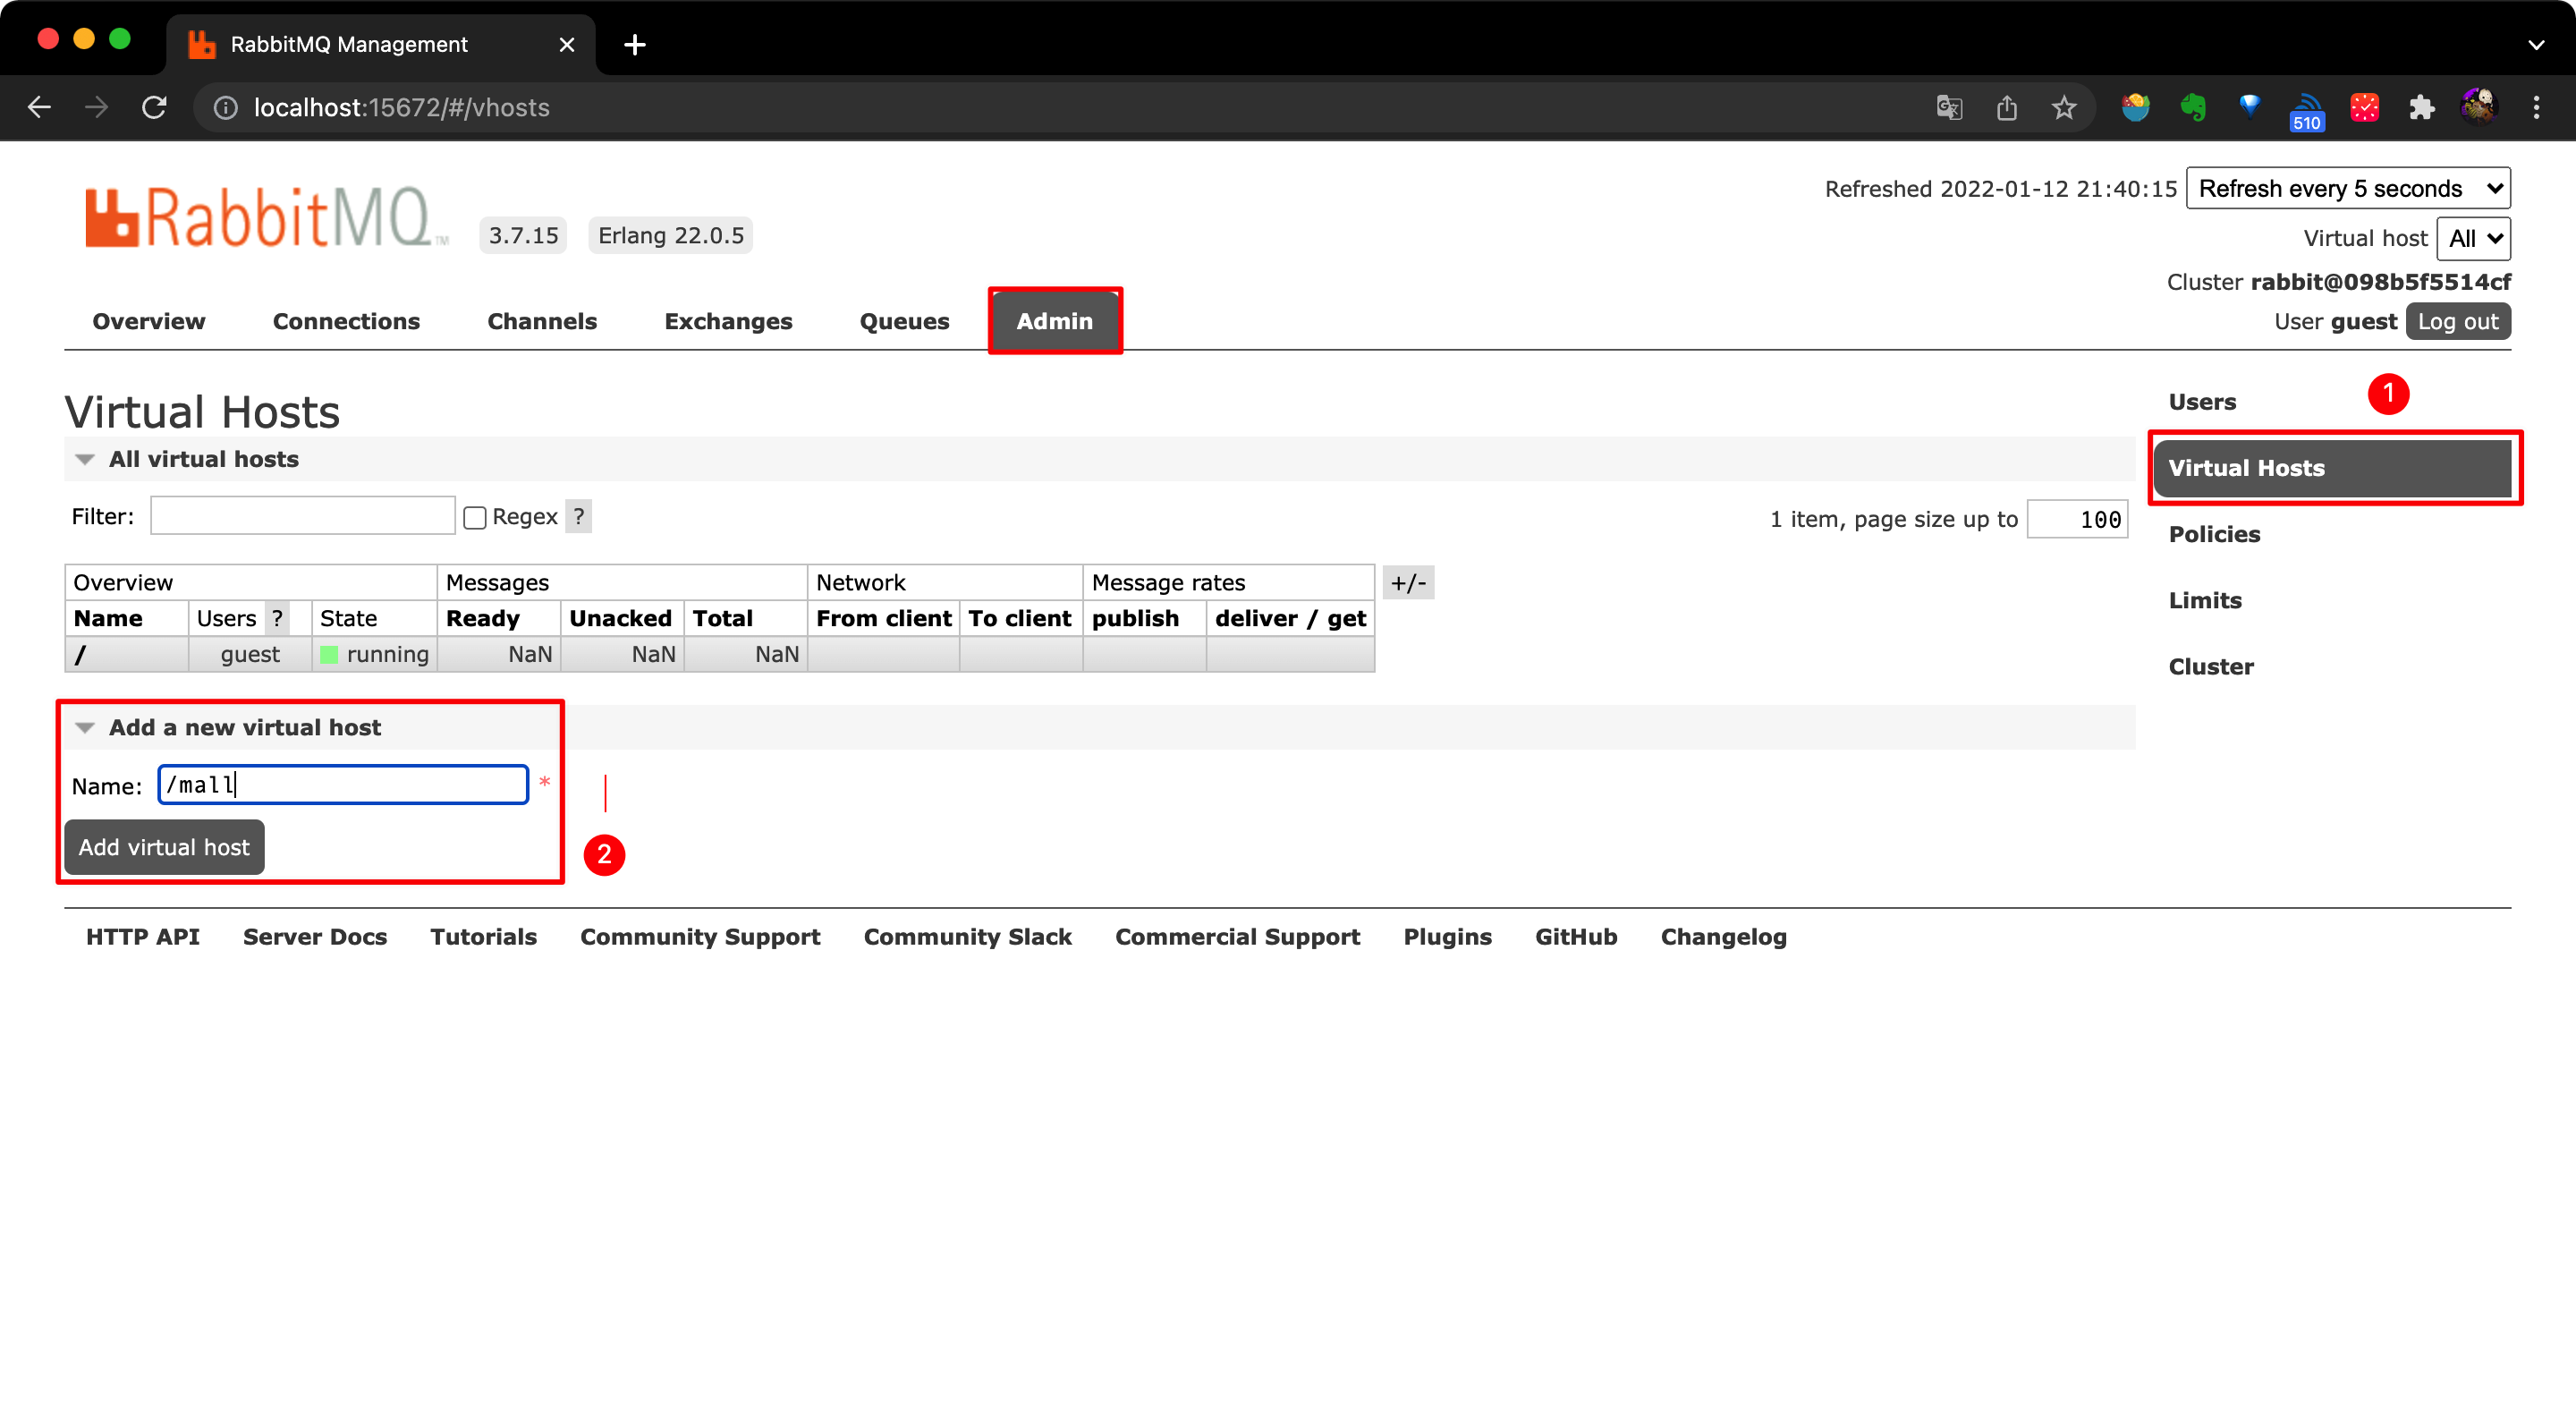 RabbitMQ Management
localhost:15672/#/vhosts
510
RabbitMQ™
3.7.15
Erlang 22.0.5
Refreshed 2022-01-12 21:40:15
Refresh every 5 seconds
Virtual host All
Cluster rabbit@098b5f5514cf
User guest Log out
Overview Connections Channels Exchanges Queues Admin
Virtual Hosts
All virtual hosts
Filter: Regex ?
1 item, page size up to 100
Overview Messages Network Message rates +/-
Name Users ? State Ready Unacked Total From client To client publish deliver / get
/ guest running NaN NaN NaN
Add a new virtual host
Name: /mall *
Add virtual host
2
Users
1
Virtual Hosts
Policies
Limits
Cluster
HTTP API Server Docs Tutorials Community Support Community Slack Commercial Support Plugins GitHub Changelog